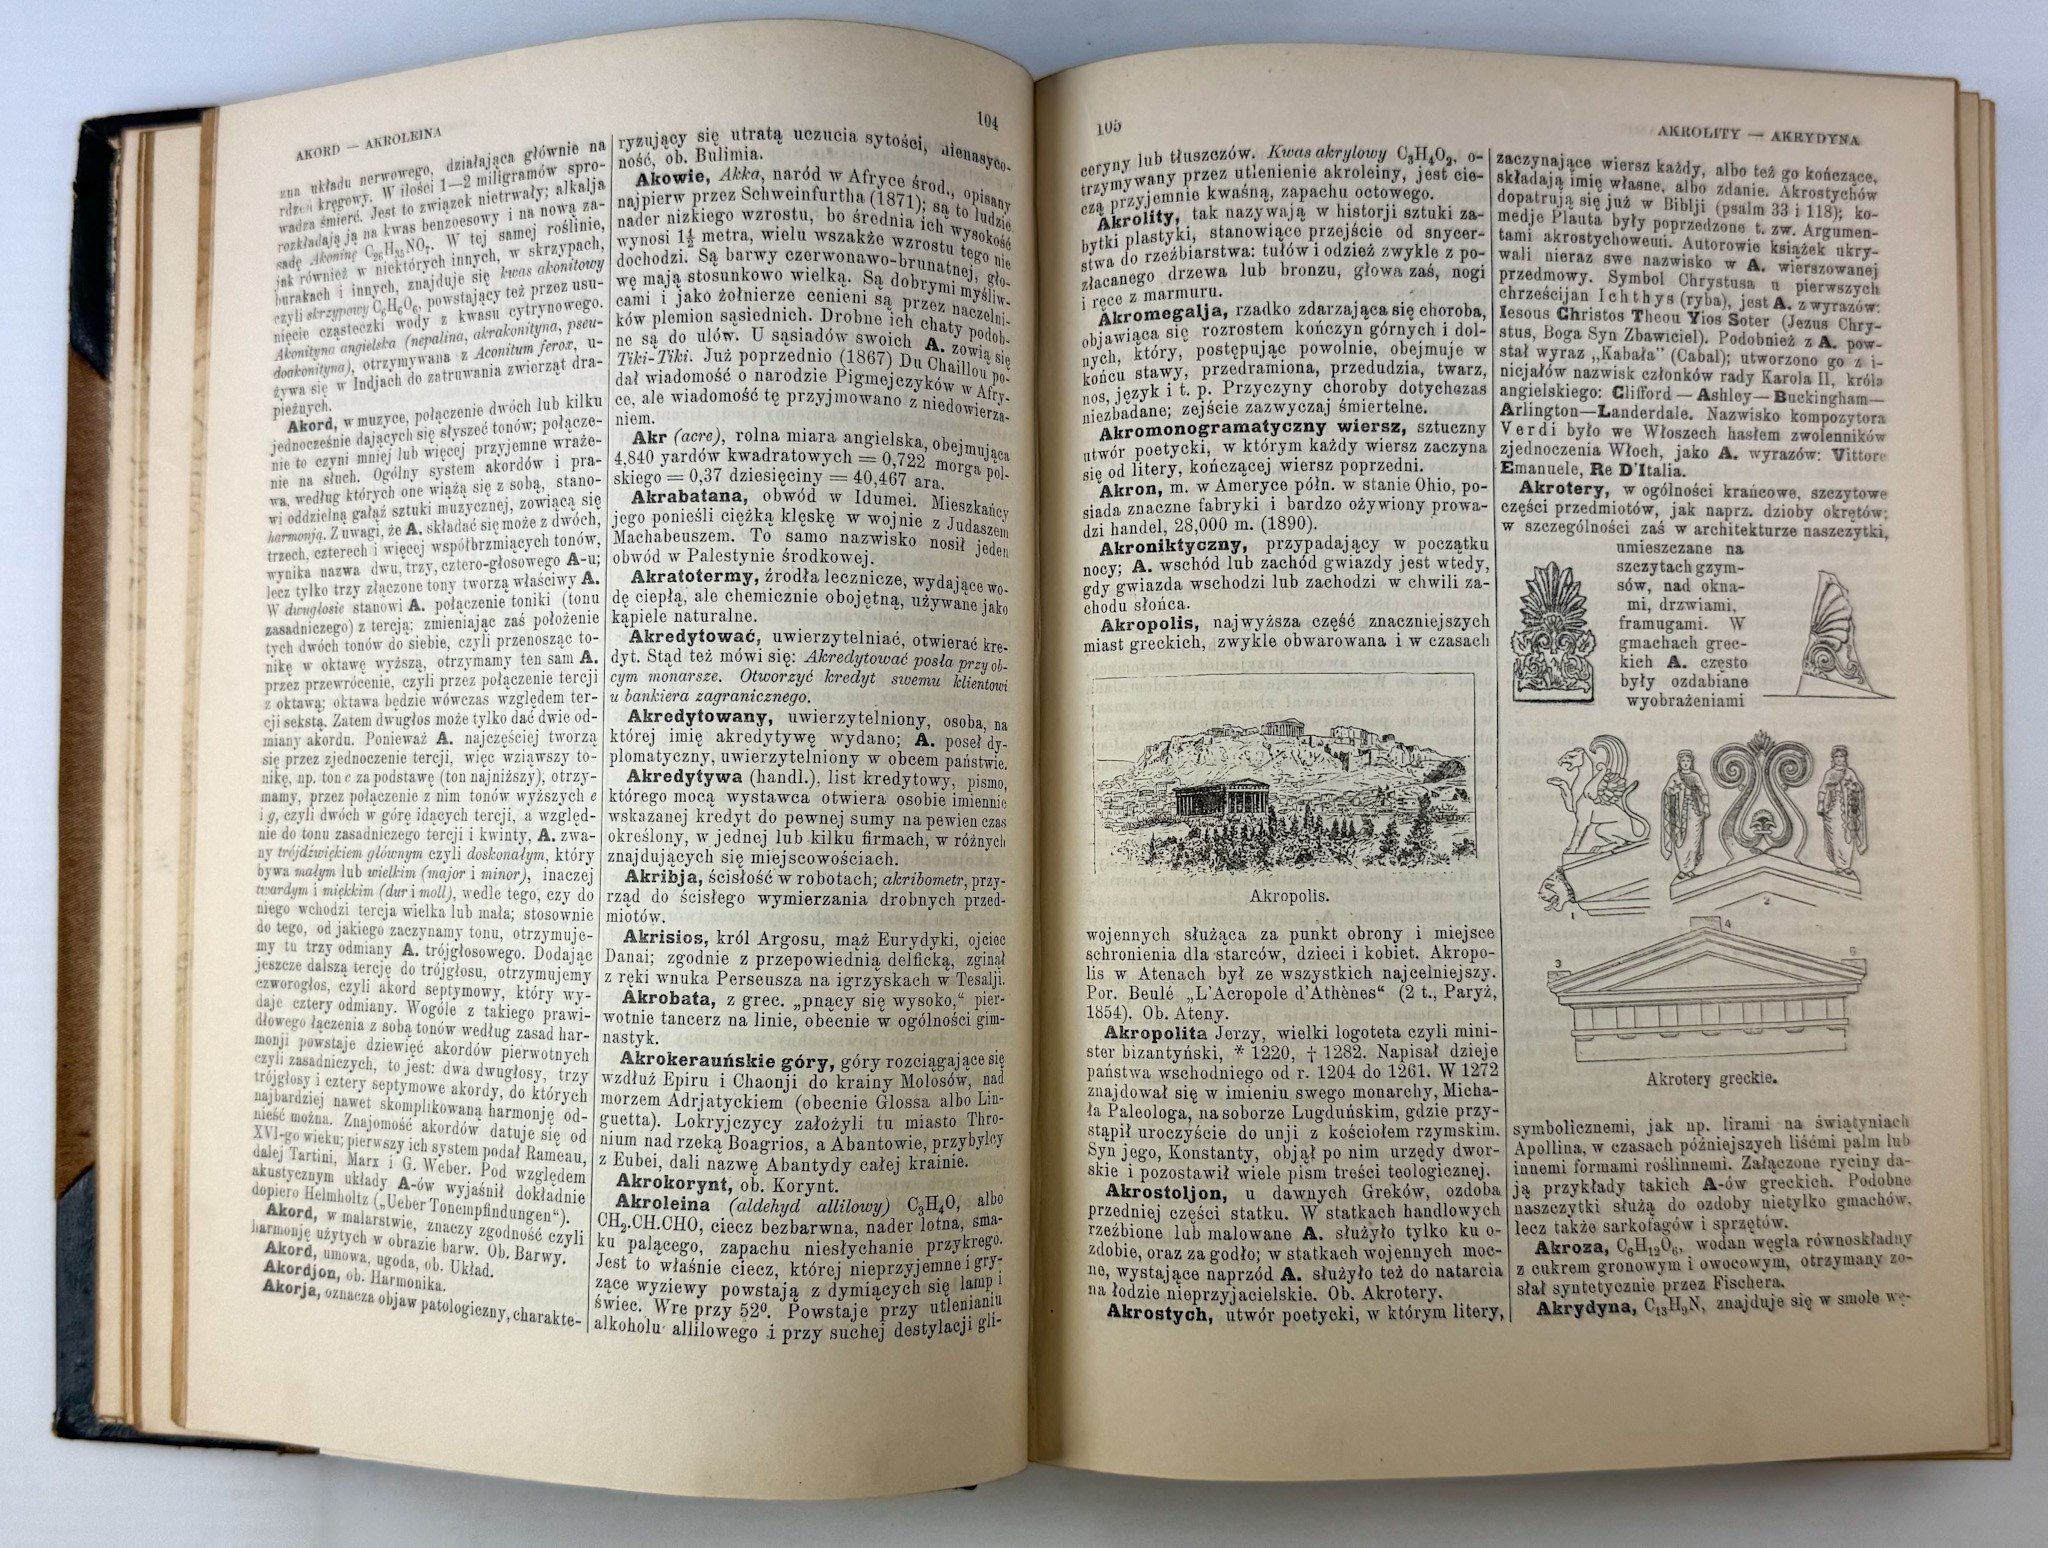 AKORD — AKROLEINA
104
zna układu nerwowego, działająca głównie na
rdzeń kręgowy. W ilości 1—2 miligramów spro-
wadza śmierć. Jest to związek nietrwały; alkalja
rozkładają ją na kwas benzoesowy i na nową za-
sadę Akoninę C₂₆H₃₅NO₇. W tej samej roślinie,
jak również w niektórych innych, w skrzypach,
burakach i innych, znajduje się kwas akonitowy
czyli skrzypowy C₆H₆O₆, powstający też przez usu-
nięcie cząsteczki wody z kwasu cytrynowego.
Akonityna angielska (nepalina, akrakonityna, pseu-
doakonityna), otrzymywana z Aconitum ferox, u-
żywa się w Indjach do zatruwania zwierząt dra-
pieżnych.
Akord, w muzyce, połączenie dwóch lub kilku
jednocześnie dających się słyszeć tonów; połącze-
nie to czyni mniej lub więcej przyjemne wraże-
nie na słuch. Ogólny system akordów i pra-
wa, według których one wiążą się z sobą, stano-
wi oddzielną gałąź sztuki muzycznej, zowiącą się
harmonją. Z uwagi, że A. składać się może z dwóch,
trzech, czterech i więcej współbrzmiących tonów,
wynika nazwa dwu, trzy, cztero-głosowego A-u;
lecz tylko trzy złączone tony tworzą właściwy A.
W dwugłosie stanowi A. połączenie toniki (tonu
zasadniczego) z tercją; zmieniając zaś położenie
tych dwóch tonów do siebie, czyli przenosząc to-
nikę w oktawę wyższą, otrzymamy ten sam A.
przez przewrócenie, czyli przez połączenie tercji
z oktawą; oktawa będzie wówczas względem ter-
cji sekstą. Zatem dwugłos może tylko dać dwie od-
miany akordu. Ponieważ A. najczęściej tworzą
się przez zjednoczenie tercji, więc wziąwszy to-
nikę, np. ton c za podstawę (ton najniższy), otrzy-
mamy, przez połączenie z nim tonów wyższych e
i g, czyli dwóch w górę idących tercji, a względ-
nie do tonu zasadniczego tercji i kwinty, A. zwa-
ny trójdźwiękiem głównym czyli doskonałym, który
bywa małym lub wielkim (major i minor), inaczej
twardym i miękkim (dur i moll), wedle tego, czy do
niego wchodzi tercja wielka lub mała; stosownie
do tego, od jakiego zaczynamy tonu, otrzymuje-
my tu trzy odmiany A. trójgłosowego. Dodając
jeszcze dalszą tercję do trójgłosu, otrzymujemy
czworogłos, czyli akord septymowy, który wy-
daje cztery odmiany. Wogóle z takiego prawi-
dłowego łączenia z sobą tonów według zasad har-
monji powstaje dziewięć akordów pierwotnych
czyli zasadniczych, to jest: dwa dwugłosy, trzy
trójgłosy i cztery septymowe akordy, do których
najbardziej nawet skomplikowaną harmonję od-
nieść można. Znajomość akordów datuje się od
XVI-go wieku; pierwszy ich system podał Rameau,
dalej Tartini, Marx i G. Weber. Pod względem
akustycznym układy A-ów wyjaśnił dokładnie
dopiero Helmholtz („Ueber Tonempfindungen“).
Akord, w malarstwie, znaczy zgodność czyli
harmonję użytych w obrazie barw. Ob. Barwy.
Akord, umowa, ugoda, ob. Układ.
Akordjon, ob. Harmonika.
Akorja, oznacza objaw patologiczny, charakte-
ryzujący się utratą uczucia sytości, nienasyco-
ność, ob. Bulimia.
Akowie, Akka, naród w Afryce środ., opisany
najpierw przez Schweinfurtha (1871); są to ludzie
nader nizkiego wzrostu, bo średnia ich wysokość
wynosi 1½ metra, wielu wszakże wzrostu tego nie
dochodzi. Są barwy czerwonawo-brunatnej, gło-
wę mają stosunkowo wielką. Są dobrymi myśliw-
cami i jako żołnierze cenieni są przez naczelni-
ków plemion sąsiednich. Drobne ich chaty podob-
ne są do ulów. U sąsiadów swoich A. zowią się
Tiki-Tiki. Już poprzednio (1867) Du Chaillou po-
dał wiadomość o narodzie Pigmejczyków w Afry-
ce, ale wiadomość tę przyjmowano z niedowierza-
niem.
Akr (acre), rolna miara angielska, obejmująca
4,840 yardów kwadratowych = 0,722 morga pol-
skiego = 0,37 dziesięciny = 40,467 ara.
Akrabatana, obwód w Idumei. Mieszkańcy
jego ponieśli ciężką klęskę w wojnie z Judaszem
Machabeuszem. To samo nazwisko nosił jeden
obwód w Palestynie środkowej.
Akratotermy, źródła lecznicze, wydające wo-
dę ciepłą, ale chemicznie obojętną, używane jako
kąpiele naturalne.
Akredytować, uwierzytelniać, otwierać kre-
dyt. Stąd też mówi się: Akredytować posła przy ob-
cym monarsze. Otworzyć kredyt swemu klientowi
u bankiera zagranicznego.
Akredytowany, uwierzytelniony, osoba, na
której imię akredytywę wydano; A. poseł dy-
plomatyczny, uwierzytelniony w obcem państwie.
Akredytywa (handl.), list kredytowy, pismo,
którego mocą wystawca otwiera osobie imiennie
wskazanej kredyt do pewnej sumy na pewien czas
określony, w jednej lub kilku firmach, w różnych
znajdujących się miejscowościach.
Akribja, ścisłość w robotach; akribometr, przy-
rząd do ścisłego wymierzania drobnych przed-
miotów.
Akrisios, król Argosu, mąż Eurydyki, ojciec
Danai; zgodnie z przepowiednią delficką, zginął
z ręki wnuka Perseusza na igrzyskach w Tesalji.
Akrobata, z grec. „pnący się wysoko,“ pier-
wotnie tancerz na linie, obecnie w ogólności gim-
nastyk.
Akrokerauńskie góry, góry rozciągające się
wzdłuż Epiru i Chaonji do krainy Molosów, nad
morzem Adrjatyckiem (obecnie Glossa albo Lin-
guetta). Lokryjczycy założyli tu miasto Thro-
nium nad rzeką Boagrios, a Abantowie, przybylcy
z Eubei, dali nazwę Abantydy całej krainie.
Akrokorynt, ob. Korynt.
Akroleina (aldehyd allilowy) C₃H₄O, albo
CH₂.CH.CHO, ciecz bezbarwna, nader lotna, sma-
ku palącego, zapachu niesłychanie przykrego.
Jest to właśnie ciecz, której nieprzyjemne i gry-
zące wyziewy powstają z dymiących się lamp i
świec. Wre przy 52⁰. Powstaje przy utlenianiu
alkoholu allilowego i przy suchej destylacji gli-
105
AKROLITY — AKRYDYNA
ceryny lub tłuszczów. Kwas akrylowy C₃H₄O₂, o-
trzymywany przez utlenienie akroleiny, jest cie-
czą przyjemnie kwaśną, zapachu octowego.
Akrolity, tak nazywają w historji sztuki za-
bytki plastyki, stanowiące przejście od snycer-
stwa do rzeźbiarstwa: tułów i odzież zwykle z po-
złacanego drzewa lub bronzu, głowa zaś, nogi
i ręce z marmuru.
Akromegalja, rzadko zdarzająca się choroba,
objawiąca się rozrostem kończyn górnych i dol-
nych, który, postępując powolnie, obejmuje w
końcu stawy, przedramiona, przedudzia, twarz,
nos, język i t. p. Przyczyny choroby dotychczas
niezbadane; zejście zazwyczaj śmiertelne.
Akromonogramatyczny wiersz, sztuczny
utwór poetycki, w którym każdy wiersz zaczyna
się od litery, kończącej wiersz poprzedni.
Akron, m. w Ameryce półn. w stanie Ohio, po-
siada znaczne fabryki i bardzo ożywiony prowa-
dzi handel, 28,000 m. (1890).
Akroniktyczny, przypadający w początku
nocy; A. wschód lub zachód gwiazdy jest wtedy,
gdy gwiazda wschodzi lub zachodzi w chwili za-
chodu słońca.
Akropolis, najwyższa część znaczniejszych
miast greckich, zwykle obwarowana i w czasach
Akropolis.
wojennych służąca za punkt obrony i miejsce
schronienia dla starców, dzieci i kobiet. Akropo-
lis w Atenach był ze wszystkich najcelniejszy.
Por. Beulé „L'Acropole d'Athènes“ (2 t., Paryż,
1854). Ob. Ateny.
Akropolita Jerzy, wielki logoteta czyli mini-
ster bizantyński, * 1220, † 1282. Napisał dzieje
państwa wschodniego od r. 1204 do 1261. W 1272
znajdował się w imieniu swego monarchy, Micha-
ła Paleologa, na soborze Lugduńskim, gdzie przy-
stąpił uroczyście do unji z kościołem rzymskim.
Syn jego, Konstanty, objął po nim urzędy dwor-
skie i pozostawił wiele pism treści teologicznej.
Akrostoljon, u dawnych Greków, ozdoba
przedniej części statku. W statkach handlowych
rzeźbione lub malowane A. służyło tylko ku o-
zdobie, oraz za godło; w statkach wojennych moc-
ne, wystające naprzód A. służyło też do natarcia
na łodzie nieprzyjacielskie. Ob. Akrotery.
Akrostych, utwór poetycki, w którym litery,
zaczynające wiersz każdy, albo też go kończące,
składają imię własne, albo zdanie. Akrostychów
dopatrują się już w Biblji (psalm 33 i 118); ko-
medje Plauta były poprzedzone t. zw. Argumen-
tami akrostychowemi. Autorowie książek ukry-
wali nieraz swe nazwisko w A. wierszowanej
przedmowy. Symbol Chrystusa u pierwszych
chrześcijan Ichthys (ryba), jest A. z wyrazów:
Iesous Christos Theou Yios Soter (Jezus Chry-
stus, Boga Syn Zbawiciel). Podobnież z A. pow-
stał wyraz „Kabała“ (Cabal); utworzono go z i-
nicjałów nazwisk członków rady Karola II, króla
angielskiego: Clifford — Ashley— Buckingham—
Arlington—Landerdale. Nazwisko kompozytora
Verdi było we Włoszech hasłem zwolenników
zjednoczenia Włoch, jako A. wyrazów: Vittore
Emanuele, Re D'Italia.
Akrotery, w ogólności krańcowe, szczytowe
części przedmiotów, jak naprz. dzioby okrętów;
w szczególności zaś w architekturze naszczytki,
umieszczane na
szczytach gzym-
sów, nad okna-
mi, drzwiami,
framugami. W
gmachach grec-
kich A. często
były ozdabiane
wyobrażeniami
1
2
4
3
5
Akrotery greckie.
symbolicznemi, jak np. lirami na świątyniach
Apollina, w czasach późniejszych liśćmi palm lub
innemi formami roślinnemi. Załączone ryciny da-
ją przykłady takich A-ów greckich. Podobne
naszczytki służą do ozdoby nietylko gmachów,
lecz także sarkofagów i sprzętów.
Akroza, C₆H₁₂O₆, wodan węgla równoskładny
z cukrem gronowym i owocowym, otrzymany zo-
stał syntetycznie przez Fischera.
Akrydyna, C₁₃H₉N, znajduje się w smole wę-